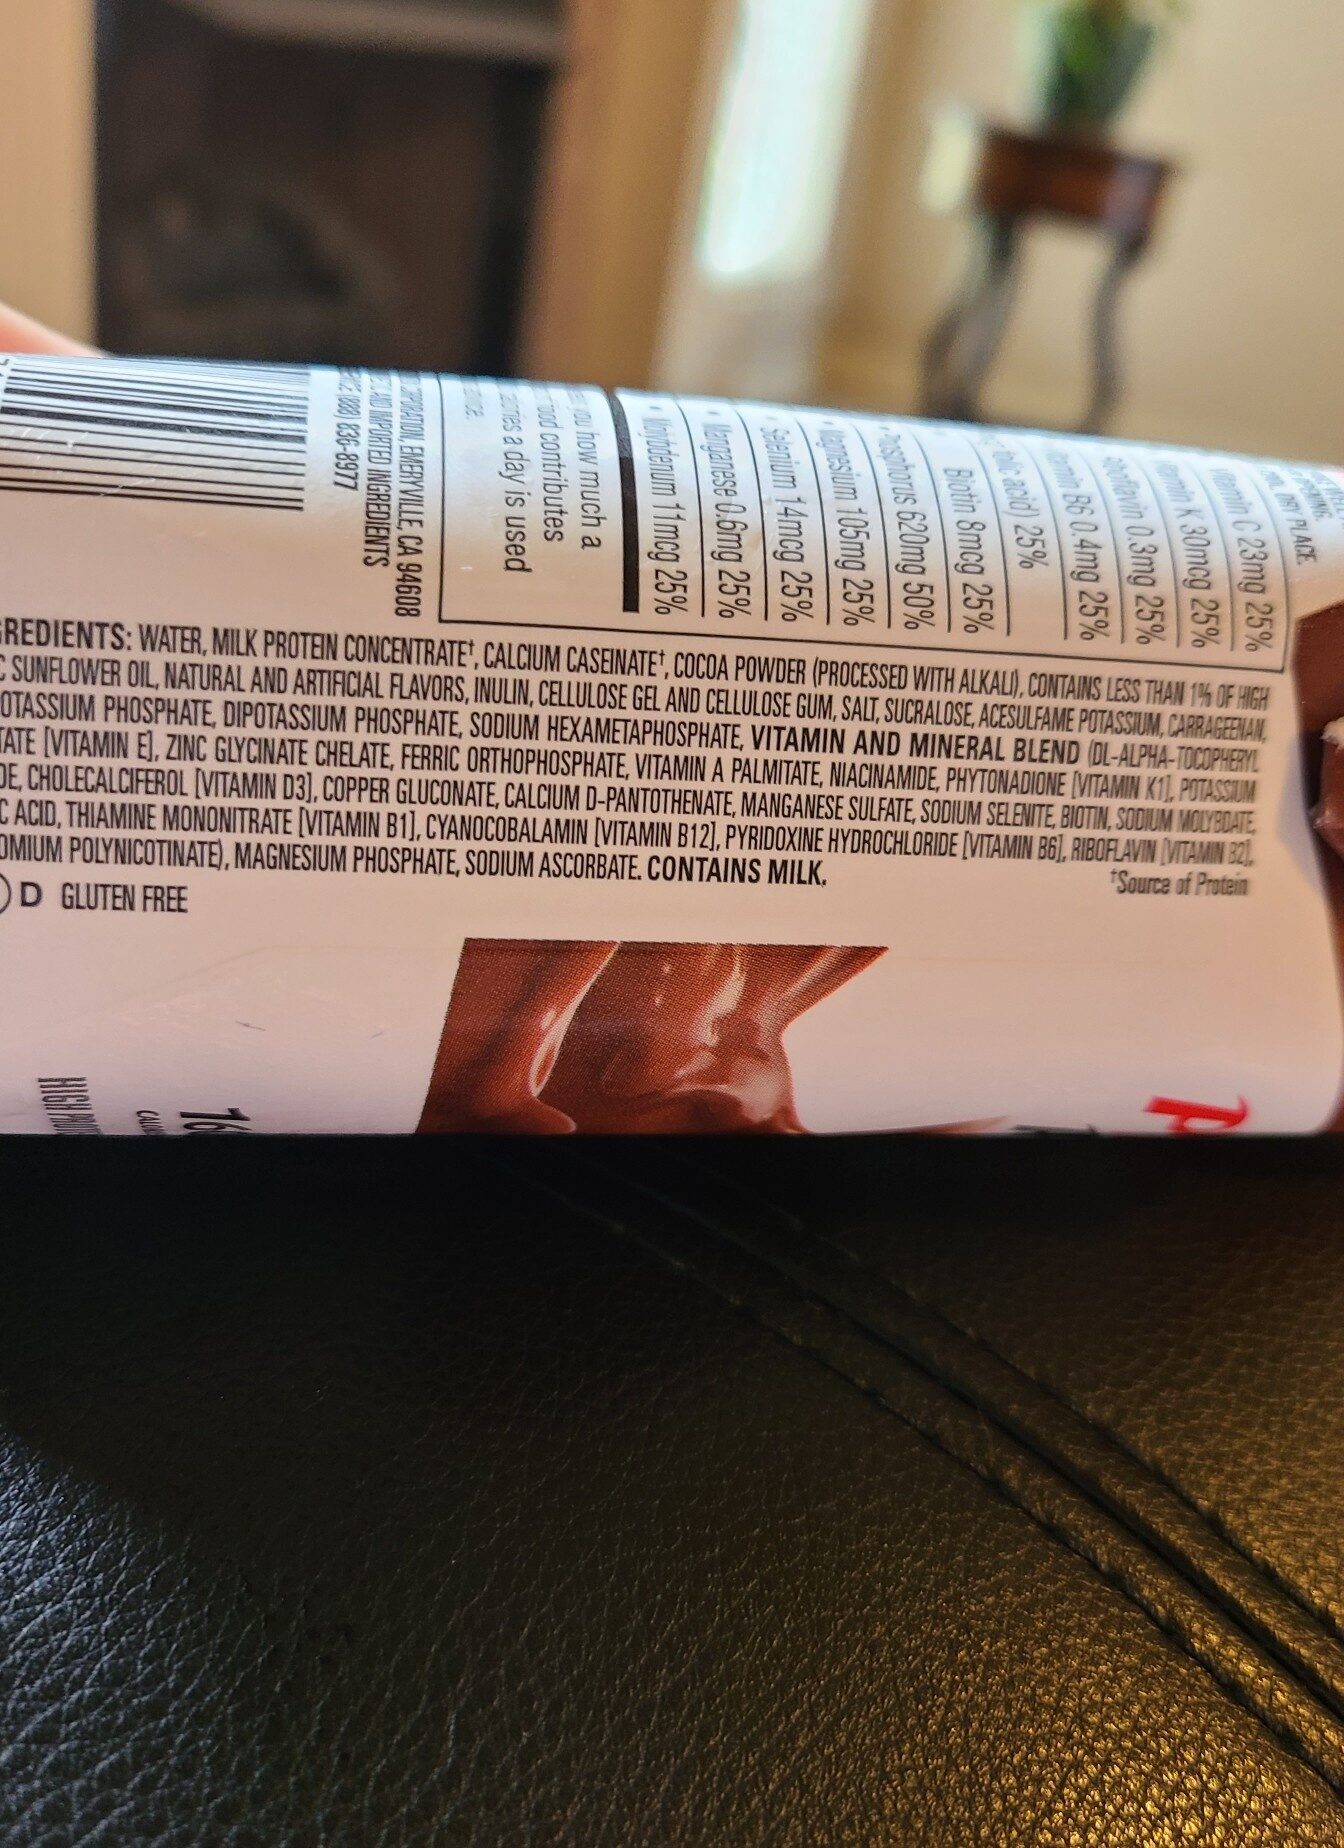 GREDIENTS: WATER, MILK PROTEIN CONCENTRATE†, CALCIUM CASEINATE†, COCOA POWDER (PROCESSED WITH ALKALI), CONTAINS LESS THAN 1% OF HIGH
C SUNFLOWER OIL, NATURAL AND ARTIFICIAL FLAVORS, INULIN, CELLULOSE GEL AND CELLULOSE GUM, SALT, SUCRALOSE, ACESULFAME POTASSIUM, CARRAGEENAN,
OTASSIUM PHOSPHATE, DIPOTASSIUM PHOSPHATE, SODIUM HEXAMETAPHOSPHATE, VITAMIN AND MINERAL BLEND (DL-ALPHA-TOCOPHERYL
TATE [VITAMIN E], ZINC GLYCINATE CHELATE, FERRIC ORTHOPHOSPHATE, VITAMIN A PALMITATE, NIACINAMIDE, PHYTONADIONE [VITAMIN K1], POTASSIUM
DE, CHOLECALCIFEROL [VITAMIN D3], COPPER GLUCONATE, CALCIUM D-PANTOTHENATE, MANGANESE SULFATE, SODIUM SELENITE, BIOTIN, SODIUM MOLYBDATE,
C ACID, THIAMINE MONONITRATE [VITAMIN B1], CYANOCOBALAMIN [VITAMIN B12], PYRIDOXINE HYDROCHLORIDE [VITAMIN B6], RIBOFLAVIN [VITAMIN B2],
OMIUM POLYNICOTINATE), MAGNESIUM PHOSPHATE, SODIUM ASCORBATE. CONTAINS MILK.
†Source of Protein
D GLUTEN FREE
DRY PLACE
Vitamin C 23mg 25%
Vitamin K 30mcg 25%
Riboflavin 0.3mg 25%
Vitamin B6 0.4mg 25%
folic acid) 25%
Biotin 8mcg 25%
• Phosphorus 620mg 50%
• Magnesium 105mg 25%
• Selenium 14mcg 25%
• Manganese 0.6mg 25%
• Molybdenum 11mcg 25%
you how much a
food contributes
calories a day is used
EMERYVILLE, CA 94608
AND IMPORTED INGREDIENTS
(888) 836-8977
16
HIGH